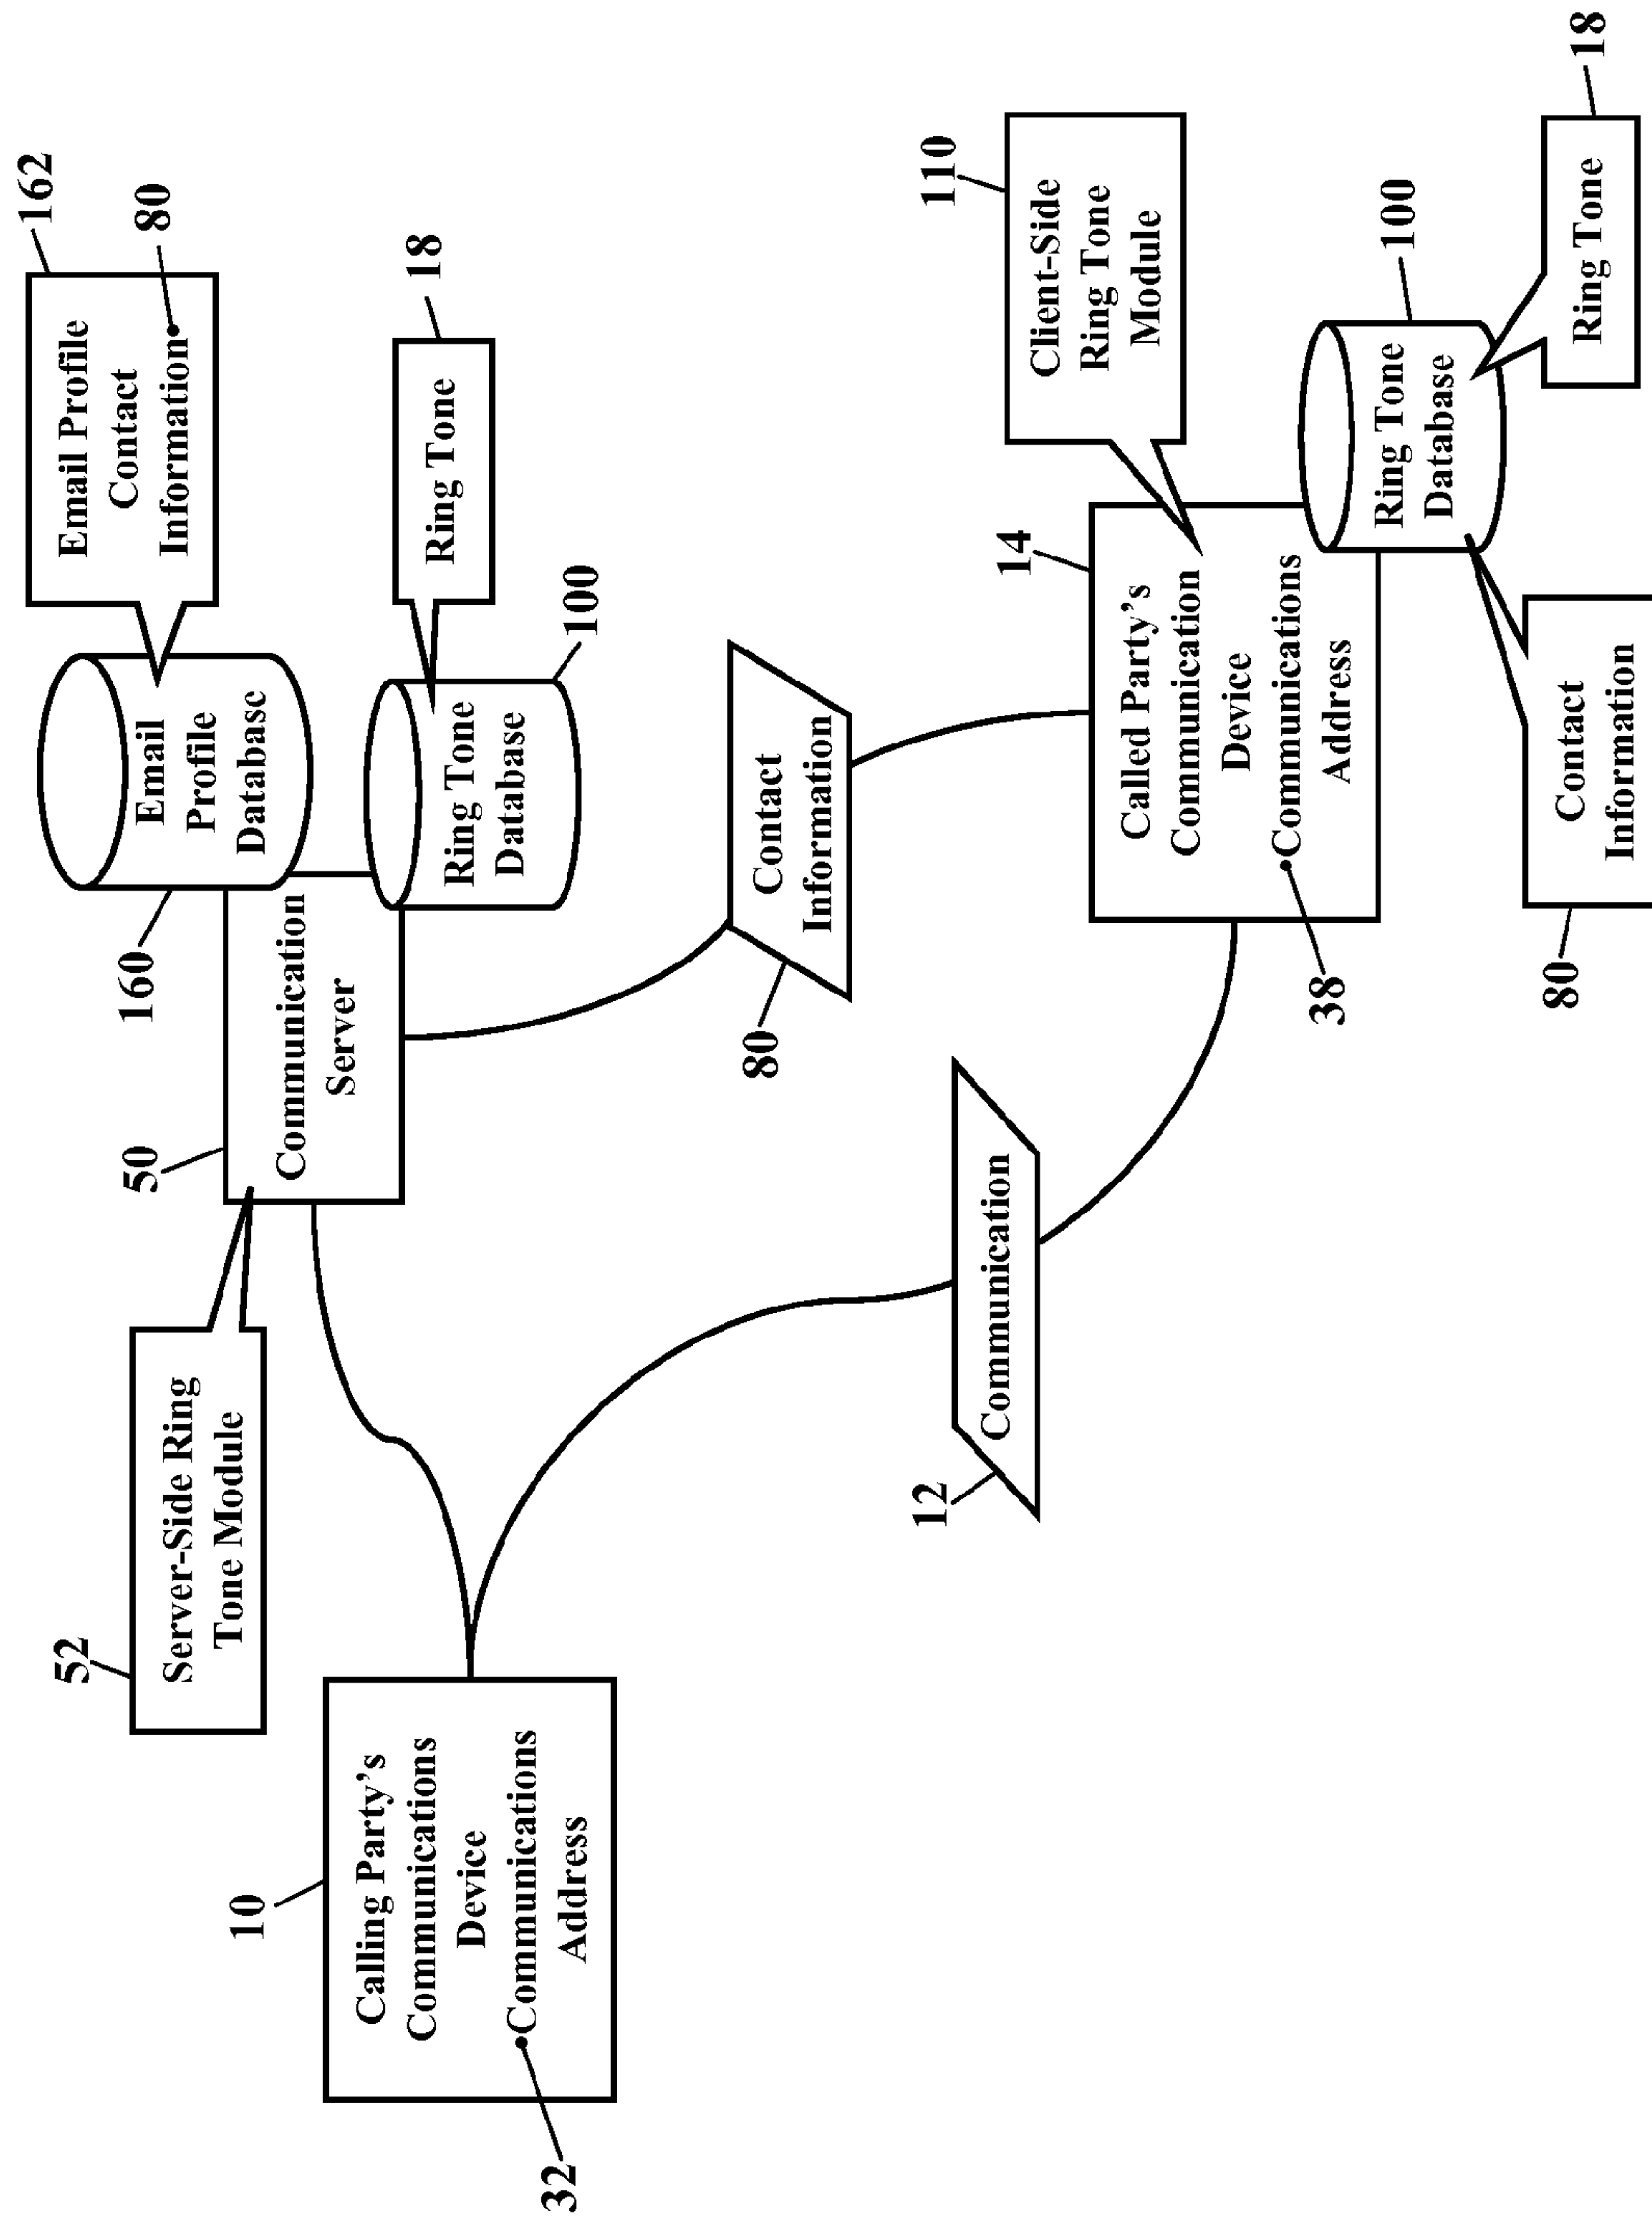 162
Email Profile
Contact
Information
80
Email
Profile
Database
160
18
Ring Tone
Ring Tone
Database
100
52
Server-Side Ring
Tone Module
50
Communication
Server
10
Calling Party's
Communications
Device
Communications
Address
32
Contact
Information
80
12
Communication
110
Client-Side
Ring Tone
Module
14
Called Party's
Communication
Device
Communications
Address
38
Ring Tone
Database
100
18
Ring Tone
Contact
Information
80